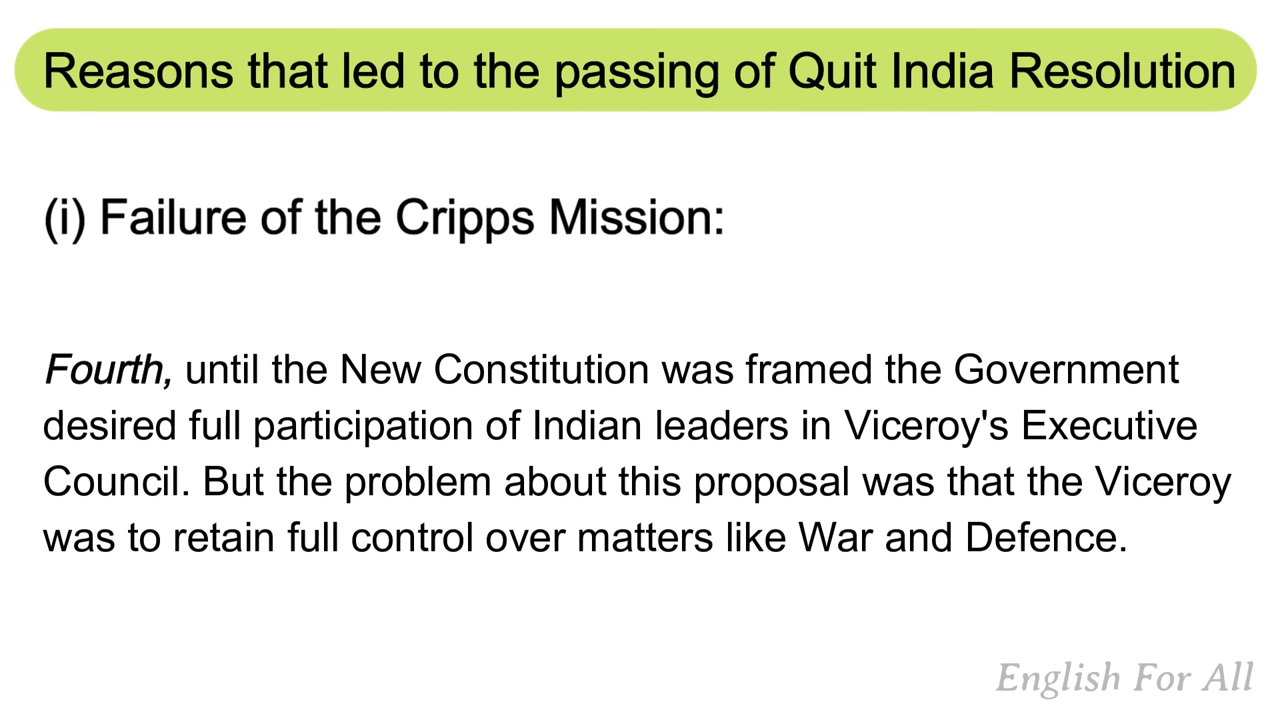 Reasons that led to the passing of Quit India Resolution
(i) Failure of the Cripps Mission:
Fourth, until the New Constitution was framed the Government
desired full participation of Indian leaders in Viceroy's Executive
Council. But the problem about this proposal was that the Viceroy
was to retain full control over matters like War and Defence.
English For All